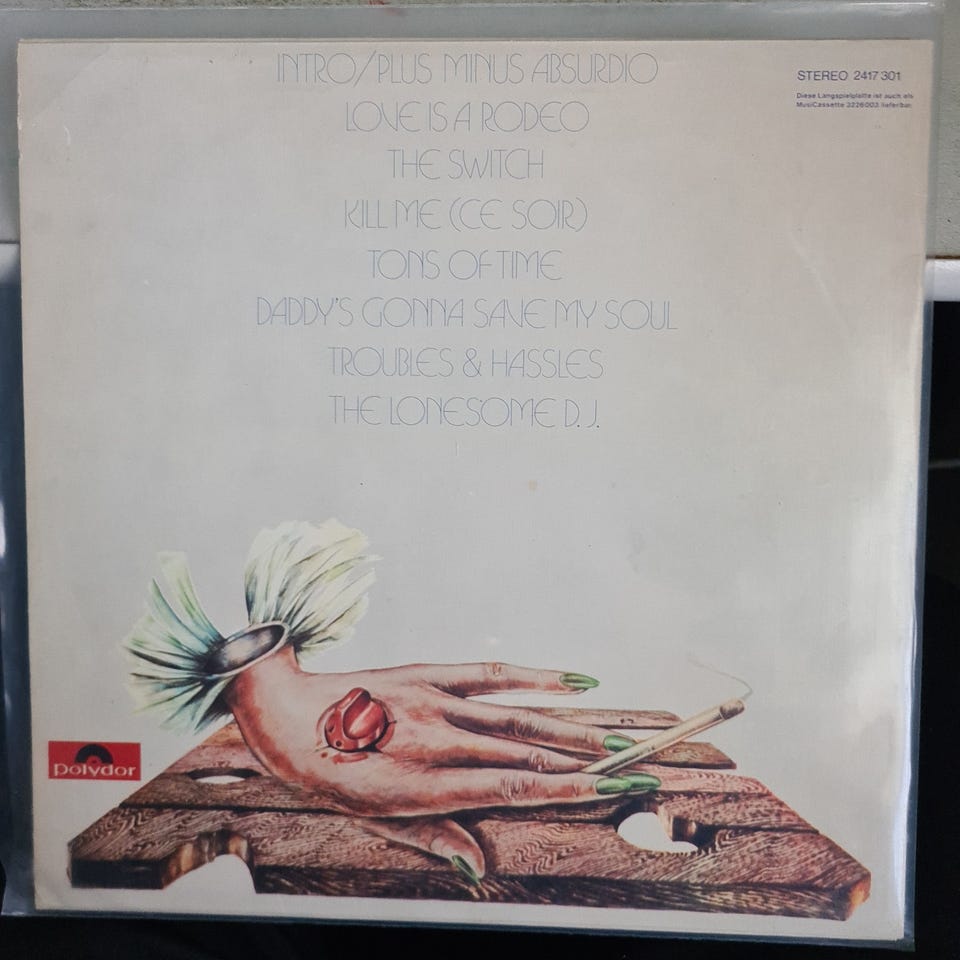 INTRO/PLUS MINUS ABSURDIO
LOVE IS A RODEO
THE SWITCH
KILL ME (CE SOIR)
TONS OF TIME
DADDY'S GONNA SAVE MY SOUL
TROUBLES & HASSLES
THE LONESOME D.J.
STEREO 2417 301
Diese Langspielplatte ist auch als
MusiCassette 3226003 lieferbar.
polydor